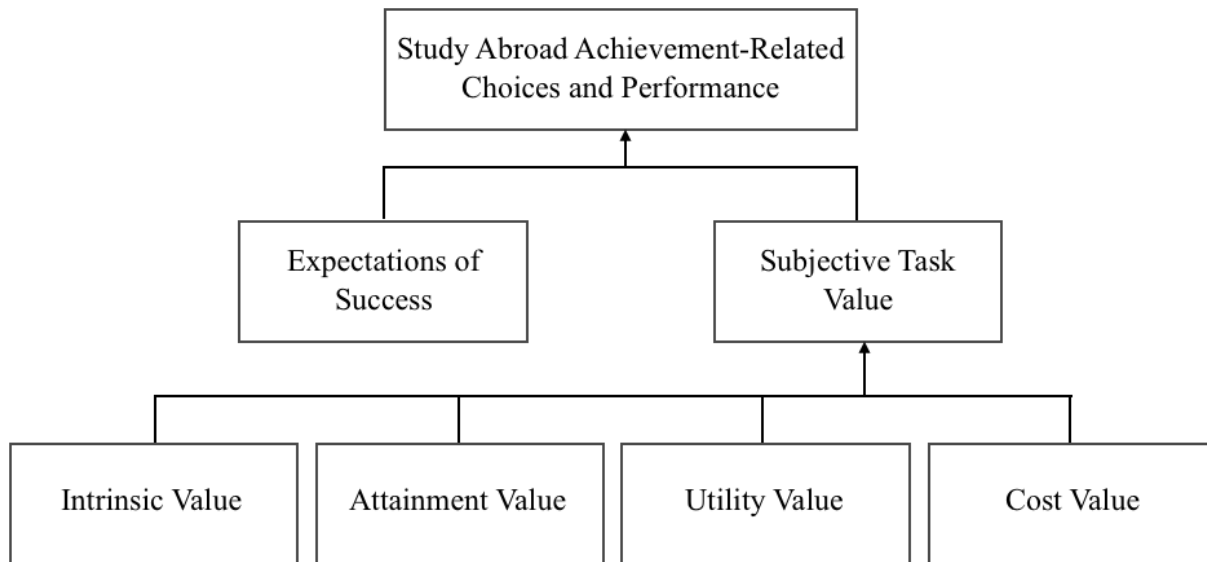 Study Abroad Achievement-Related
Choices and Performance
Expectations of
Success
Subjective Task
Value
Intrinsic Value
Attainment Value
Utility Value
Cost Value